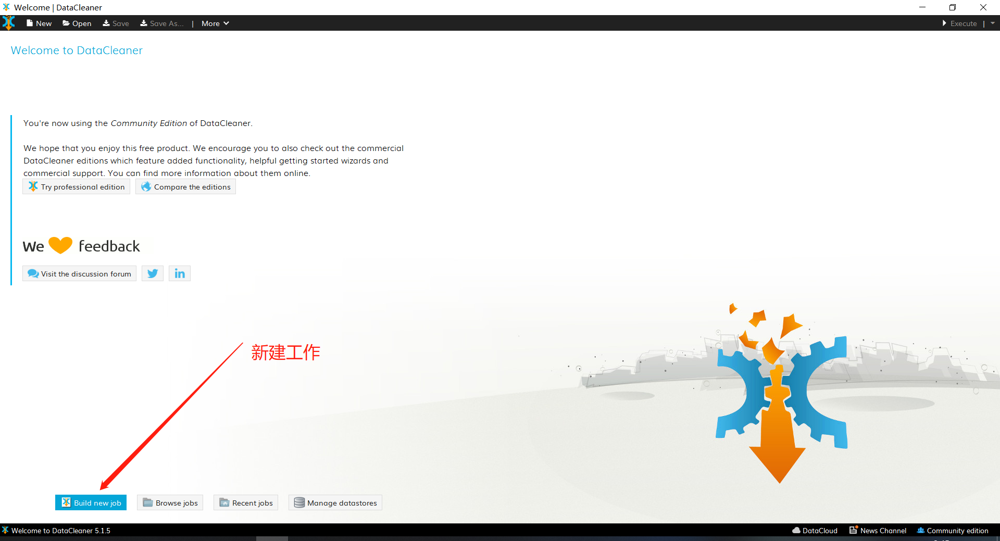 Welcome | DataCleaner
New Open Save Save As... | More Execute |
Welcome to DataCleaner
You're now using the Community Edition of DataCleaner.
We hope that you enjoy this free product. We encourage you to also check out the commercial
DataCleaner editions which feature added functionality, helpful getting started wizards and
commercial support. You can find more information about them online.
Try professional edition Compare the editions
We feedback
Visit the discussion forum in
新建工作
Build new job Browse jobs Recent jobs Manage datastores
Welcome to DataCleaner 5.1.5 DataCloud News Channel Community edition